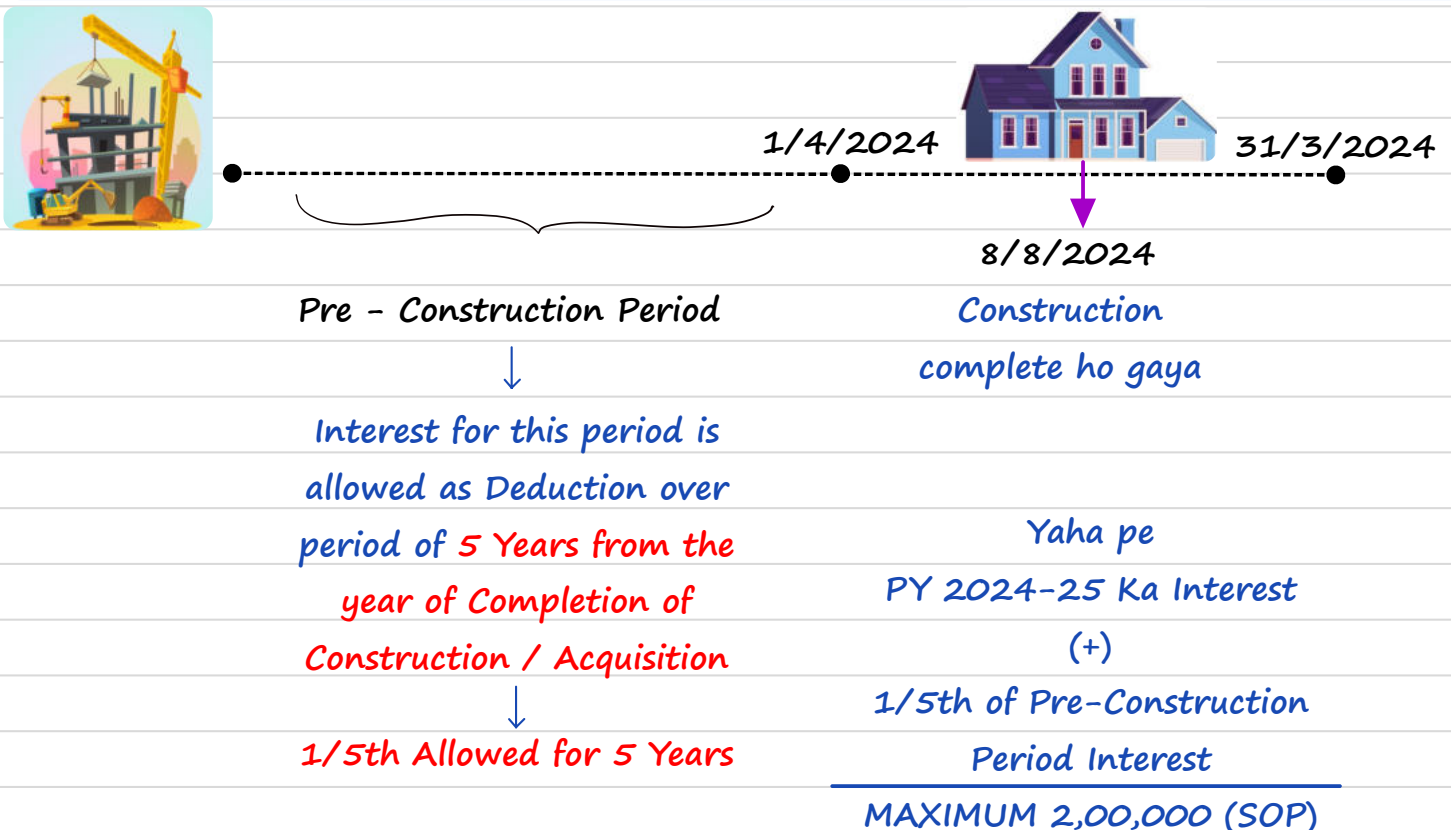 1/4/2024
31/3/2024
8/8/2024
Pre - Construction Period
Interest for this period is
allowed as Deduction over
period of 5 Years from the
year of Completion of
Construction / Acquisition
1/5th Allowed for 5 Years
Construction
complete ho gaya
Yaha pe
PY 2024-25 Ka Interest
(+)
1/5th of Pre-Construction
Period Interest
MAXIMUM 2,00,000 (SOP)